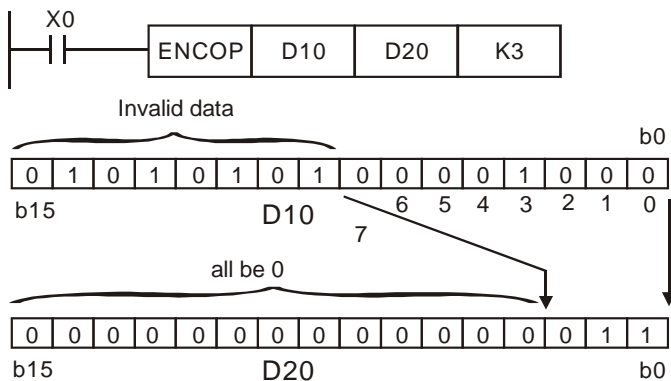 X0
ENCOP D10 D20 K3
Invalid data
b0
0 1 0 1 0 1 0 1 0 0 0 0 1 0 0 0
b15 D10 7 6 5 4 3 2 1 0
all be 0
0 0 0 0 0 0 0 0 0 0 0 0 0 0 1 1
b15 D20 b0